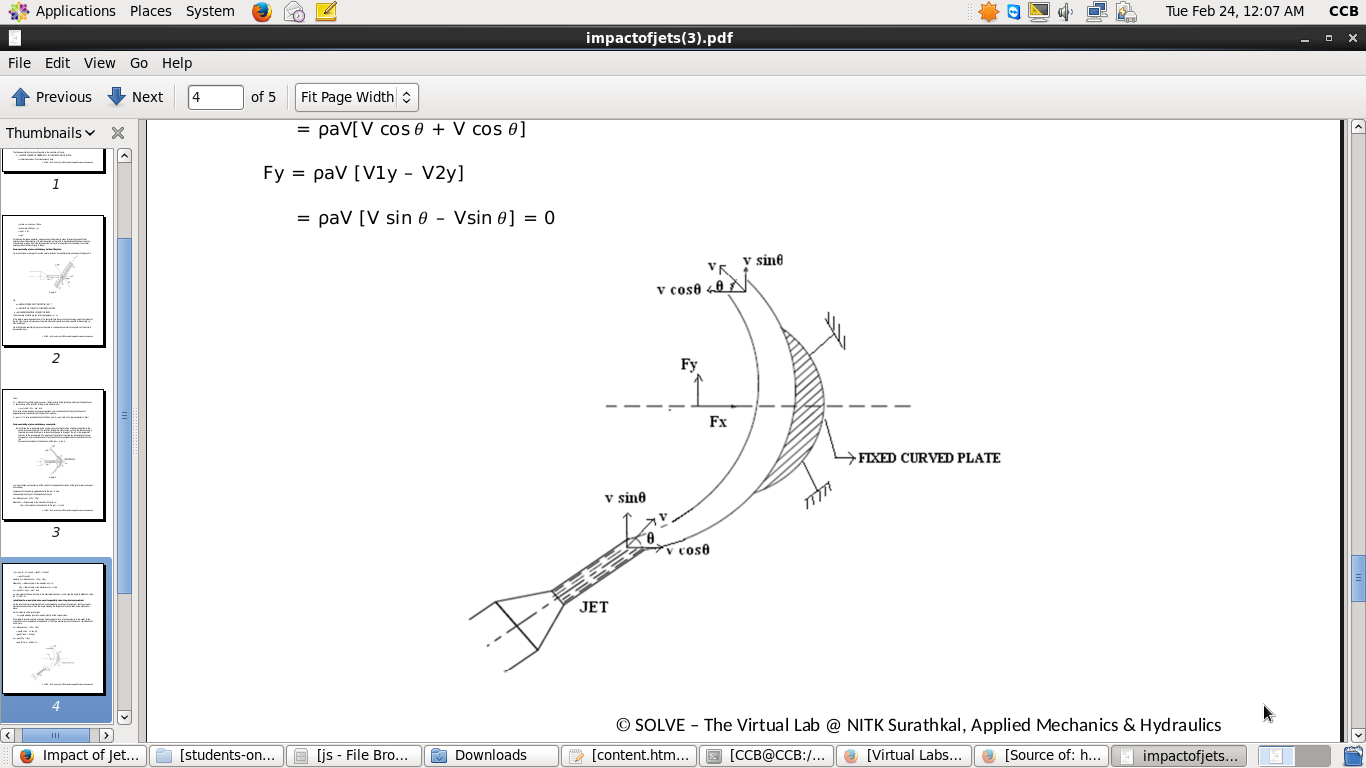 Applications Places System Tue Feb 24, 12:07 AM CCB
impactofjets(3).pdf
File Edit View Go Help
Previous Next 4 of 5 Fit Page Width
Thumbnails
1
2
3
4
= ρaV[V cos θ + V cos θ]
Fy = ρaV [V1y – V2y]
= ρaV [V sin θ – Vsin θ] = 0
v v sinθ
v cosθ θ
Fy
Fx
FIXED CURVED PLATE
v sinθ
v
θ
v cosθ
JET
© SOLVE – The Virtual Lab @ NITK Surathkal, Applied Mechanics & Hydraulics
Impact of Jet... [students-on... [js - File Bro... Downloads [content.htm... [CCB@CCB:/... [Virtual Labs... [Source of: h... impactofjets...